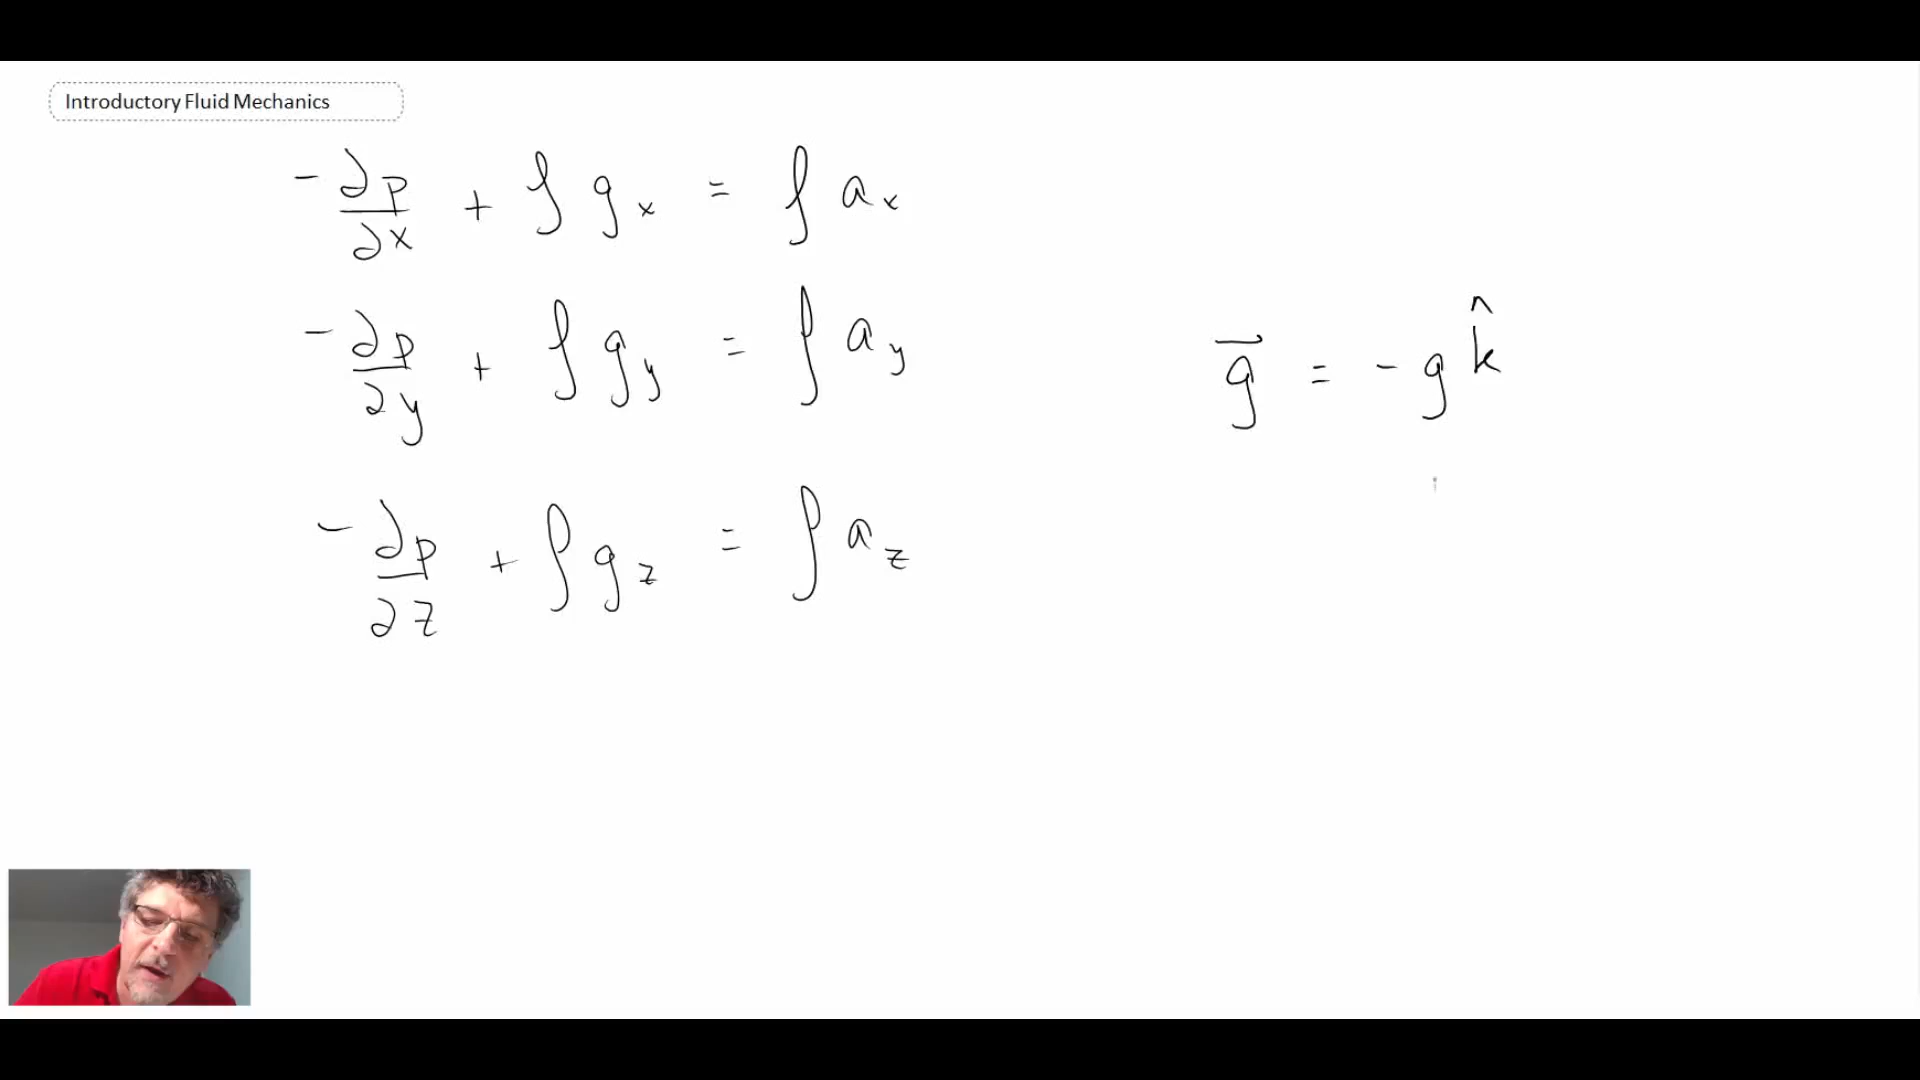 Introductory Fluid Mechanics
-∂p/∂x + ρ g_x = ρ a_x
-∂p/∂y + ρ g_y = ρ a_y
g⃗ = -g k̂
-∂p/∂z + ρ g_z = ρ a_z